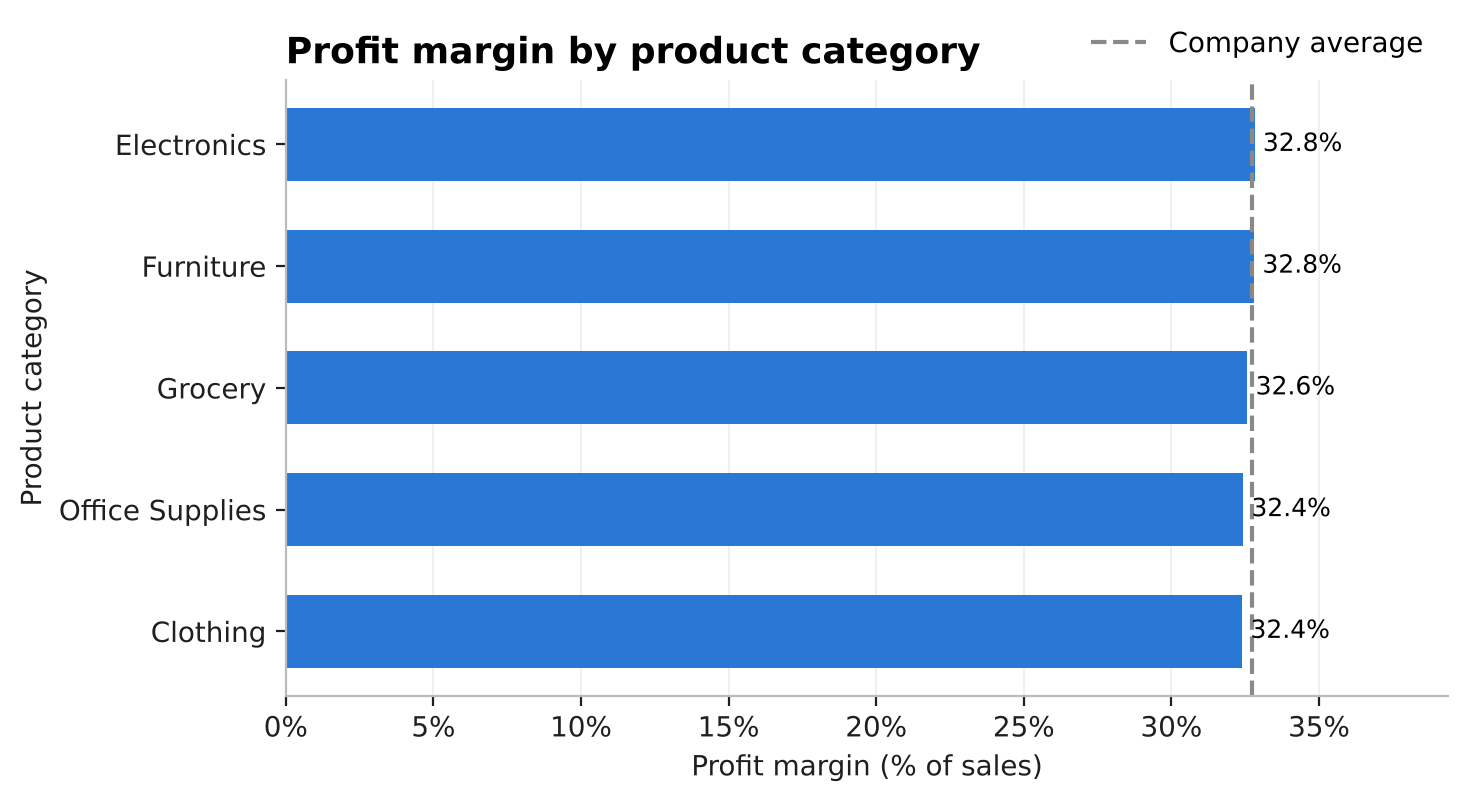 Profit margin by product category
Company average
Product category
Electronics
32.8%
Furniture
32.8%
Grocery
32.6%
Office Supplies
32.4%
Clothing
32.4%
0% 5% 10% 15% 20% 25% 30% 35%
Profit margin (% of sales)